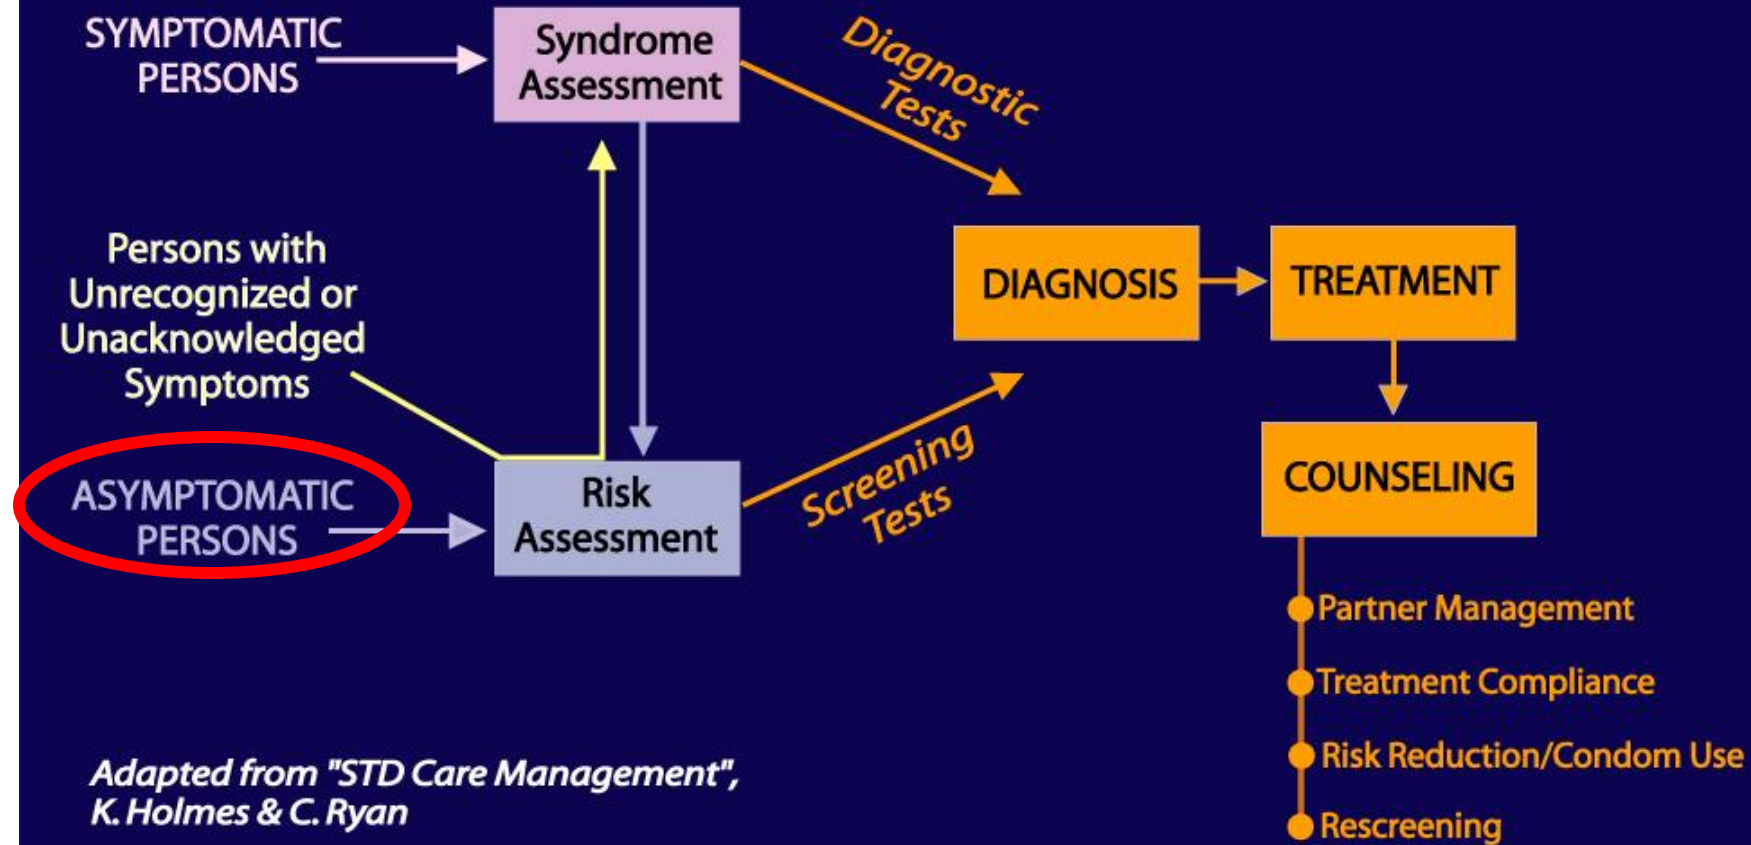 SYMPTOMATIC
PERSONS
Syndrome
Assessment
Diagnostic
Tests
Persons with
Unrecognized or
Unacknowledged
Symptoms
DIAGNOSIS
TREATMENT
ASYMPTOMATIC
PERSONS
Risk
Assessment
Screening
Tests
COUNSELING
Partner Management
Treatment Compliance
Risk Reduction/Condom Use
Rescreening
Adapted from "STD Care Management",
K. Holmes & C. Ryan